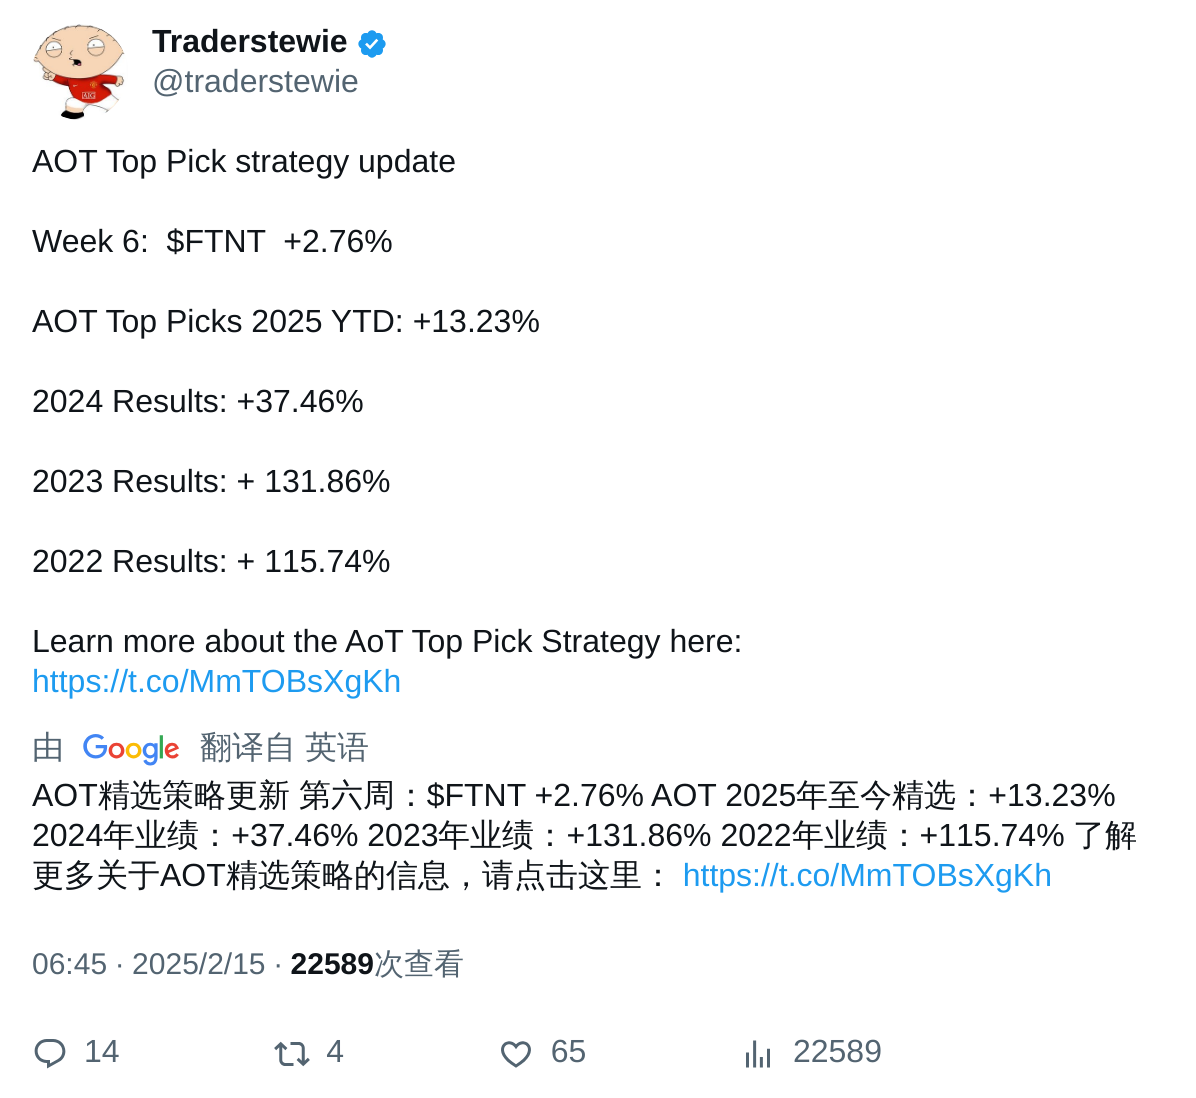 Traderstewie
@traderstewie
AOT Top Pick strategy update
Week 6:  $FTNT  +2.76%
AOT Top Picks 2025 YTD: +13.23%
2024 Results: +37.46%
2023 Results: + 131.86%
2022 Results: + 115.74%
Learn more about the AoT Top Pick Strategy here:
https://t.co/MmTOBsXgKh
由 Google 翻译自 英语
AOT精选策略更新 第六周：$FTNT +2.76% AOT 2025年至今精选：+13.23%
2024年业绩：+37.46% 2023年业绩：+131.86% 2022年业绩：+115.74% 了解
更多关于AOT精选策略的信息，请点击这里： https://t.co/MmTOBsXgKh
06:45 · 2025/2/15 · 22589次查看
14 4 65 22589
AIG